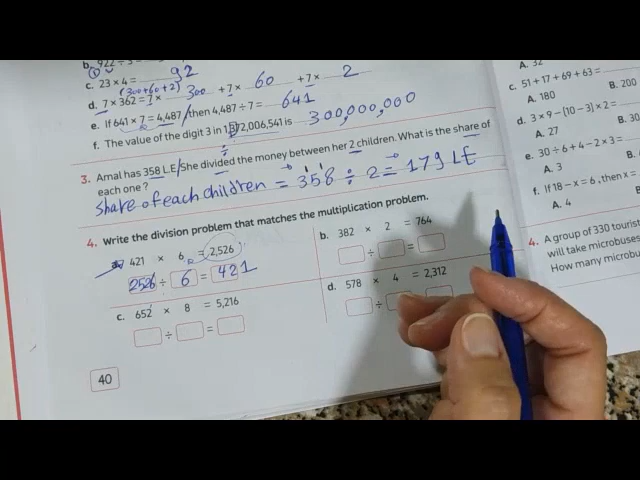 b. 922 ÷ 3 =
c. 23 × 4 = 92
(300+60+2)
d. 7 × 362 = 7 × 300 + 7 × 60 + 7 × 2
e. If 641 × 7 = 4,487, then 4,487 ÷ 7 = 641
f. The value of the digit 3 in 1,372,006,541 is 300,000,000
3. Amal has 358 LE. She divided the money between her 2 children. What is the share of
each one?
Share of each children = 358 ÷ 2 = 179 LE
4. Write the division problem that matches the multiplication problem.
a. 421 × 6 = 2,526
2526 ÷ 6 = 421
b. 382 × 2 = 764
÷ =
c. 652 × 8 = 5,216
÷ =
d. 578 × 4 = 2,312
÷
40
A. 32
c. 51 + 17 + 69 + 63 =
A. 180
B. 200
d. 3 × 9 – (10 – 3) × 2 =
A. 27
B. 30
e. 30 ÷ 6 + 4 – 2 × 3 =
A. 3
B. 4
f. If 18 – x = 6, then x =
A. 4
4. A group of 330 tourist
will take microbuses
How many microbu